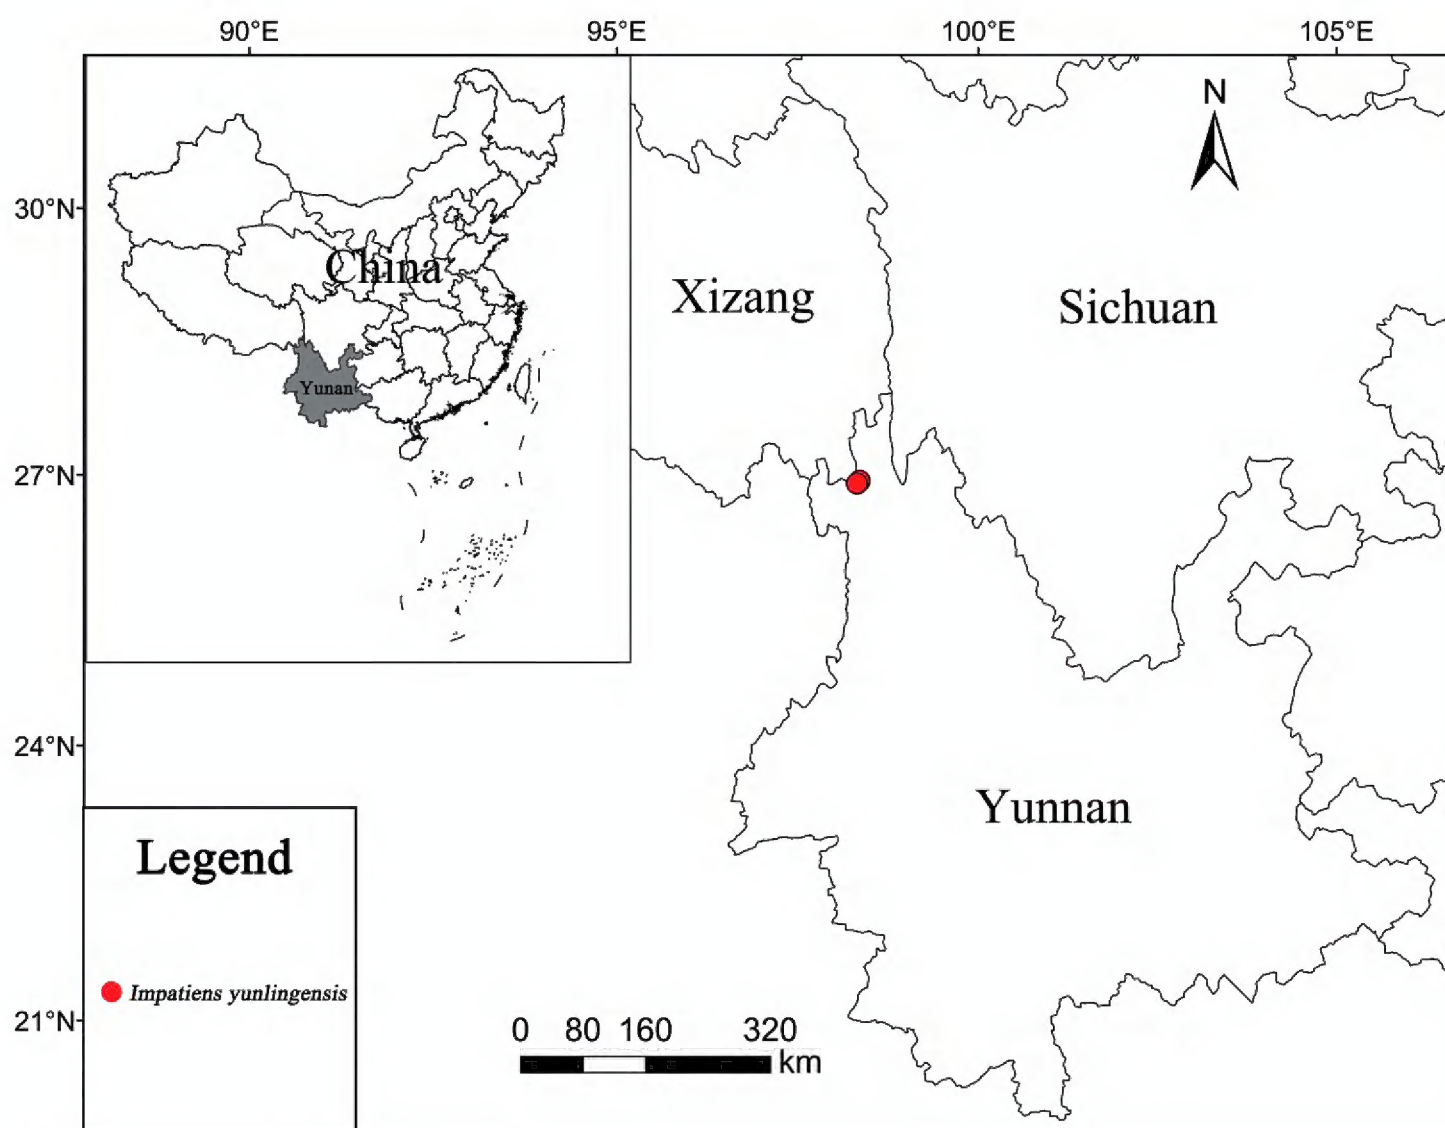 90°E
95°E
100°E
105°E
N
30°N
27°N
24°N
21°N
China
Yunan
Xizang
Sichuan
Yunnan
Legend
Impatiens yunlingensis
0 80 160 320
km